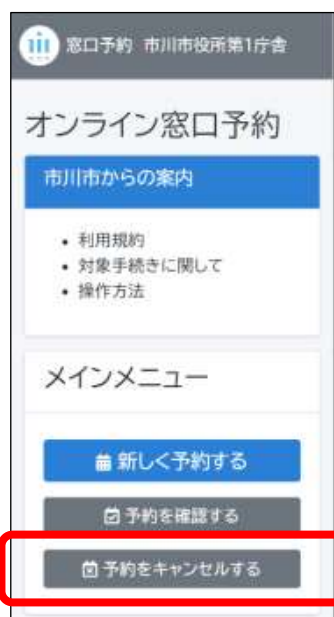 窓口予約 市川市役所第1庁舎
オンライン窓口予約
市川市からの案内
利用規約
対象手続きに関して
操作方法
メインメニュー
新しく予約する
予約を確認する
予約をキャンセルする